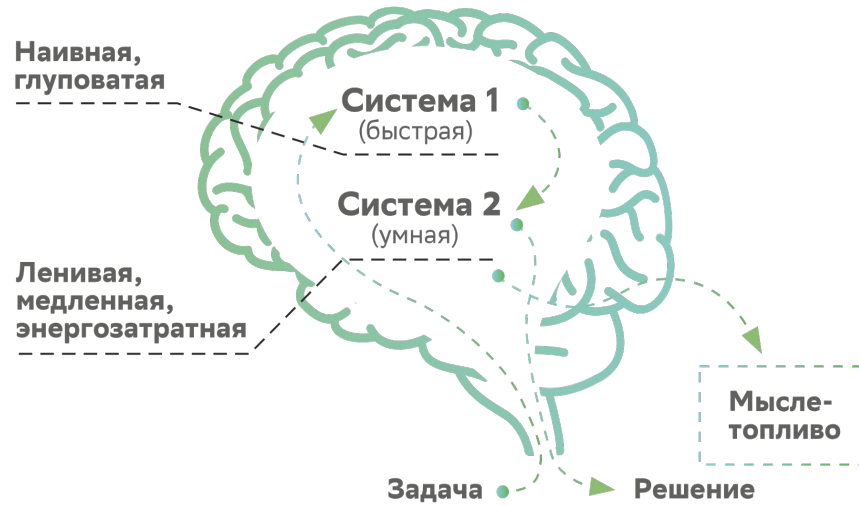 Наивная,
глуповатая
Система 1
(быстрая)
Система 2
(умная)
Ленивая,
медленная,
энергозатратная
Мысле-
топливо
Задача
Решение